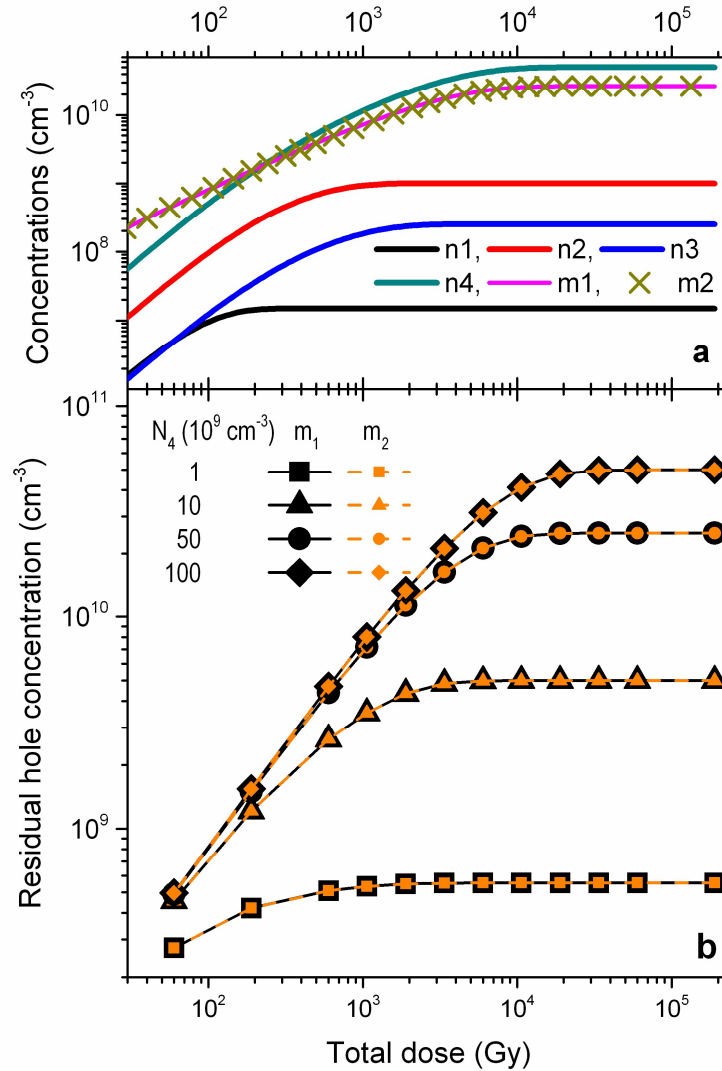 10² 10³ 10⁴ 10⁵
Concentrations (cm⁻³)
10¹⁰
10⁸
n1, n2, n3
n4, m1, m2
a
Residual hole concentration (cm⁻³)
10¹¹
10¹⁰
10⁹
N₄ (10⁹ cm⁻³) m₁ m₂
1
10
50
100
b
10² 10³ 10⁴ 10⁵
Total dose (Gy)